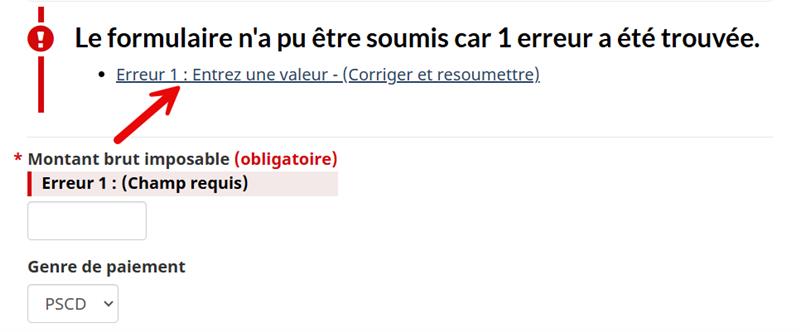 Le formulaire n'a pu être soumis car 1 erreur a été trouvée.
Erreur 1 : Entrez une valeur - (Corriger et resoumettre)
* Montant brut imposable (obligatoire)
Erreur 1 : (Champ requis)
Genre de paiement
PSCD